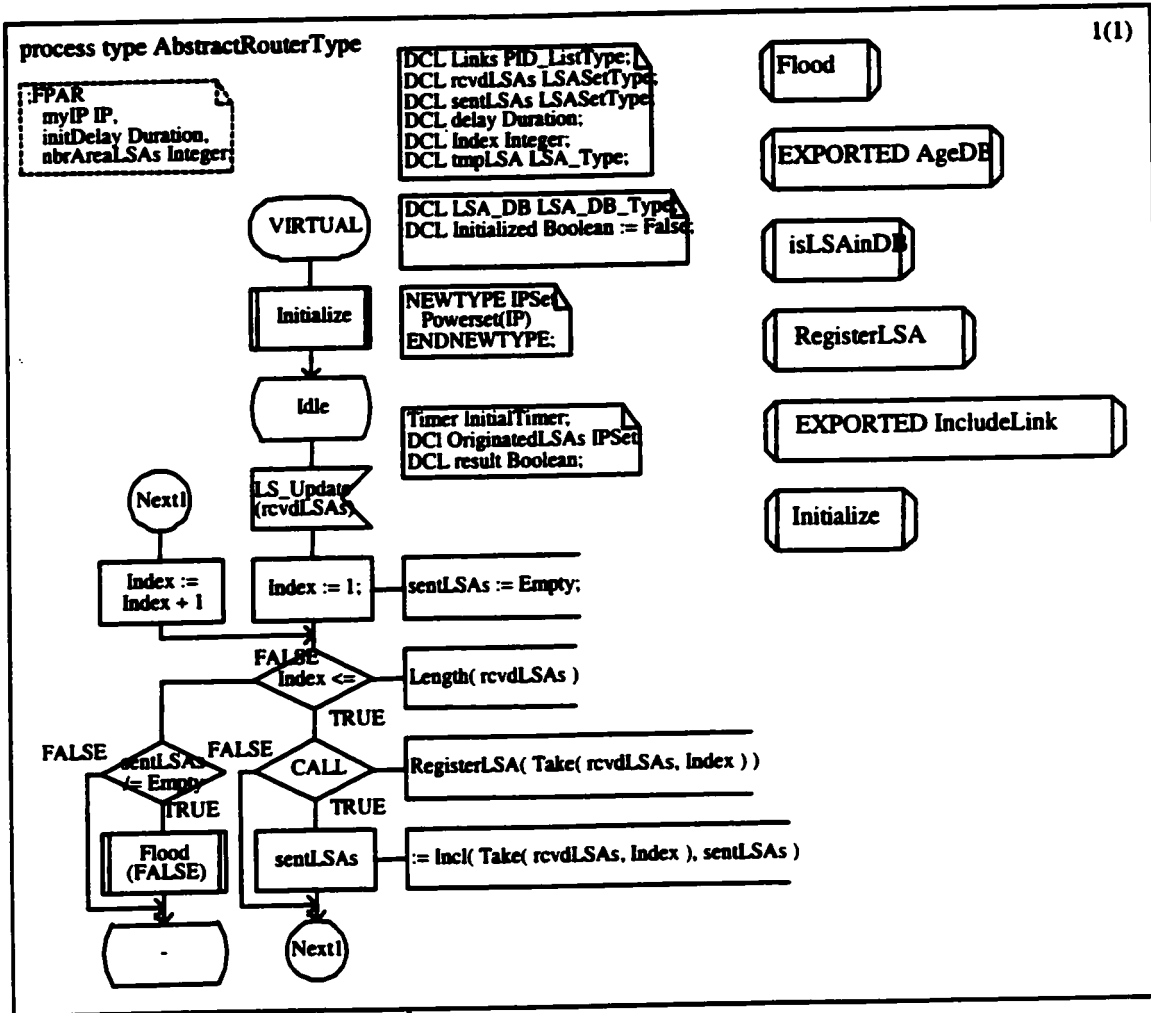 process type AbstractRouterType
1(1)
;FPAR
myIP IP,
initDelay Duration,
nbrAreaLSAs Integer
DCL Links PID_ListType;
DCL rcvdLSAs LSASetType;
DCL sentLSAs LSASetType;
DCL delay Duration;
DCL Index Integer;
DCL tmpLSA LSA_Type;
Flood
EXPORTED AgeDB
DCL LSA_DB LSA_DB_Type;
DCL Initialized Boolean := False;
VIRTUAL
isLSAinDB
Initialize
NEWTYPE IPSet
Powerset(IP)
ENDNEWTYPE;
RegisterLSA
Idle
Timer InitialTimer;
DCl OriginatedLSAs IPSet
DCL result Boolean;
EXPORTED IncludeLink
Next1
LS_Update
(rcvdLSAs)
Initialize
Index :=
Index + 1
Index := 1;
sentLSAs := Empty;
FALSE
Index <=
Length( rcvdLSAs )
TRUE
FALSE
sentLSAs
/= Empty
TRUE
FALSE
CALL
RegisterLSA( Take( rcvdLSAs, Index ) )
TRUE
Flood
(FALSE)
sentLSAs
:= Incl( Take( rcvdLSAs, Index ), sentLSAs )
-
Next1